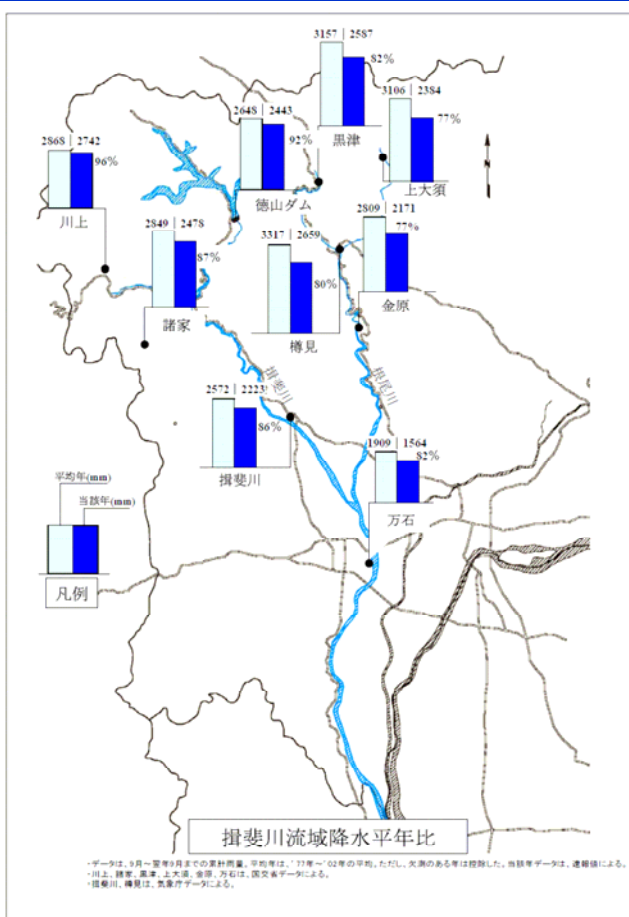 3157 | 2587
82%
黒津
3106 | 2384
77%
上大須
2648 | 2443
92%
徳山ダム
2868 | 2742
96%
川上
2849 | 2478
87%
諸家
3317 | 2659
80%
樽見
2809 | 2171
77%
金原
揖斐川
根尾川
2572 | 2223
86%
揖斐川
1909 | 1564
82%
万石
平均年(mm)
当該年(mm)
凡例
揖斐川流域降水平年比
・データは、9月～翌年9月までの累計雨量。平均年は、'77年～'02年の平均。ただし、欠測のある年は控除した。当該年データは、速報値による。
・川上、諸家、黒津、上大須、金原、万石は、国交省データによる。
・揖斐川、樽見は、気象庁データによる。